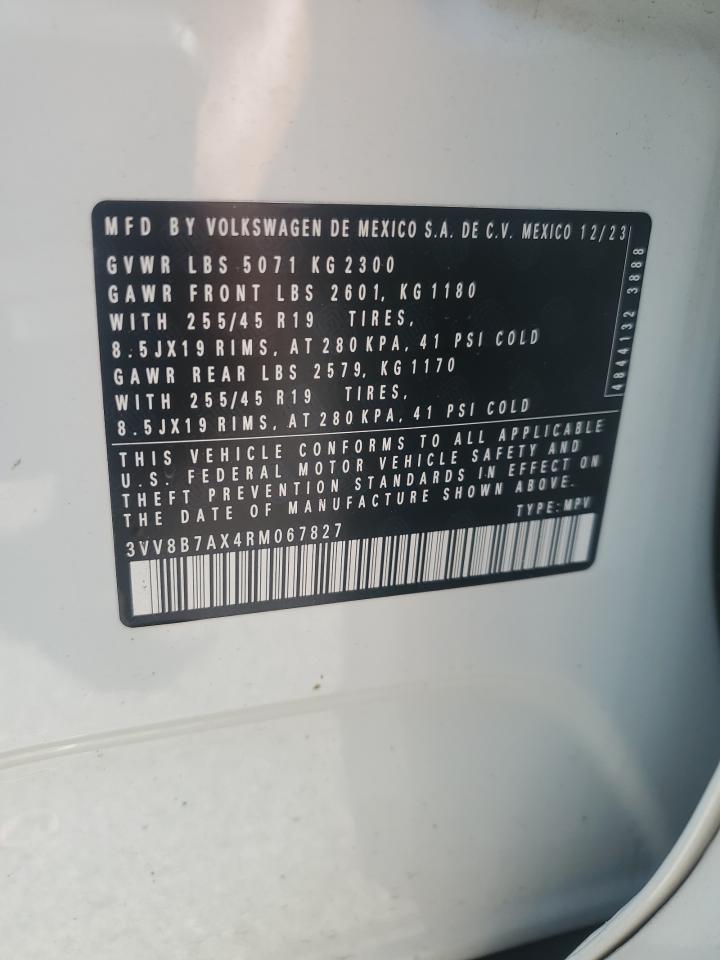 MFD BY VOLKSWAGEN DE MEXICO S.A. DE C.V. MEXICO 12/23
GVWR LBS 5071 KG 2300
GAWR FRONT LBS 2601, KG 1180
WITH 255/45 R19 TIRES,
8.5JX19 RIMS, AT 280 KPA, 41 PSI COLD
GAWR REAR LBS 2579, KG 1170
WITH 255/45 R19 TIRES,
8.5JX19 RIMS, AT 280 KPA, 41 PSI COLD
4844132 3888
THIS VEHICLE CONFORMS TO ALL APPLICABLE
U.S. FEDERAL MOTOR VEHICLE SAFETY AND
THEFT PREVENTION STANDARDS IN EFFECT ON
THE DATE OF MANUFACTURE SHOWN ABOVE.
TYPE: MPV
3VV8B7AX4RM067827